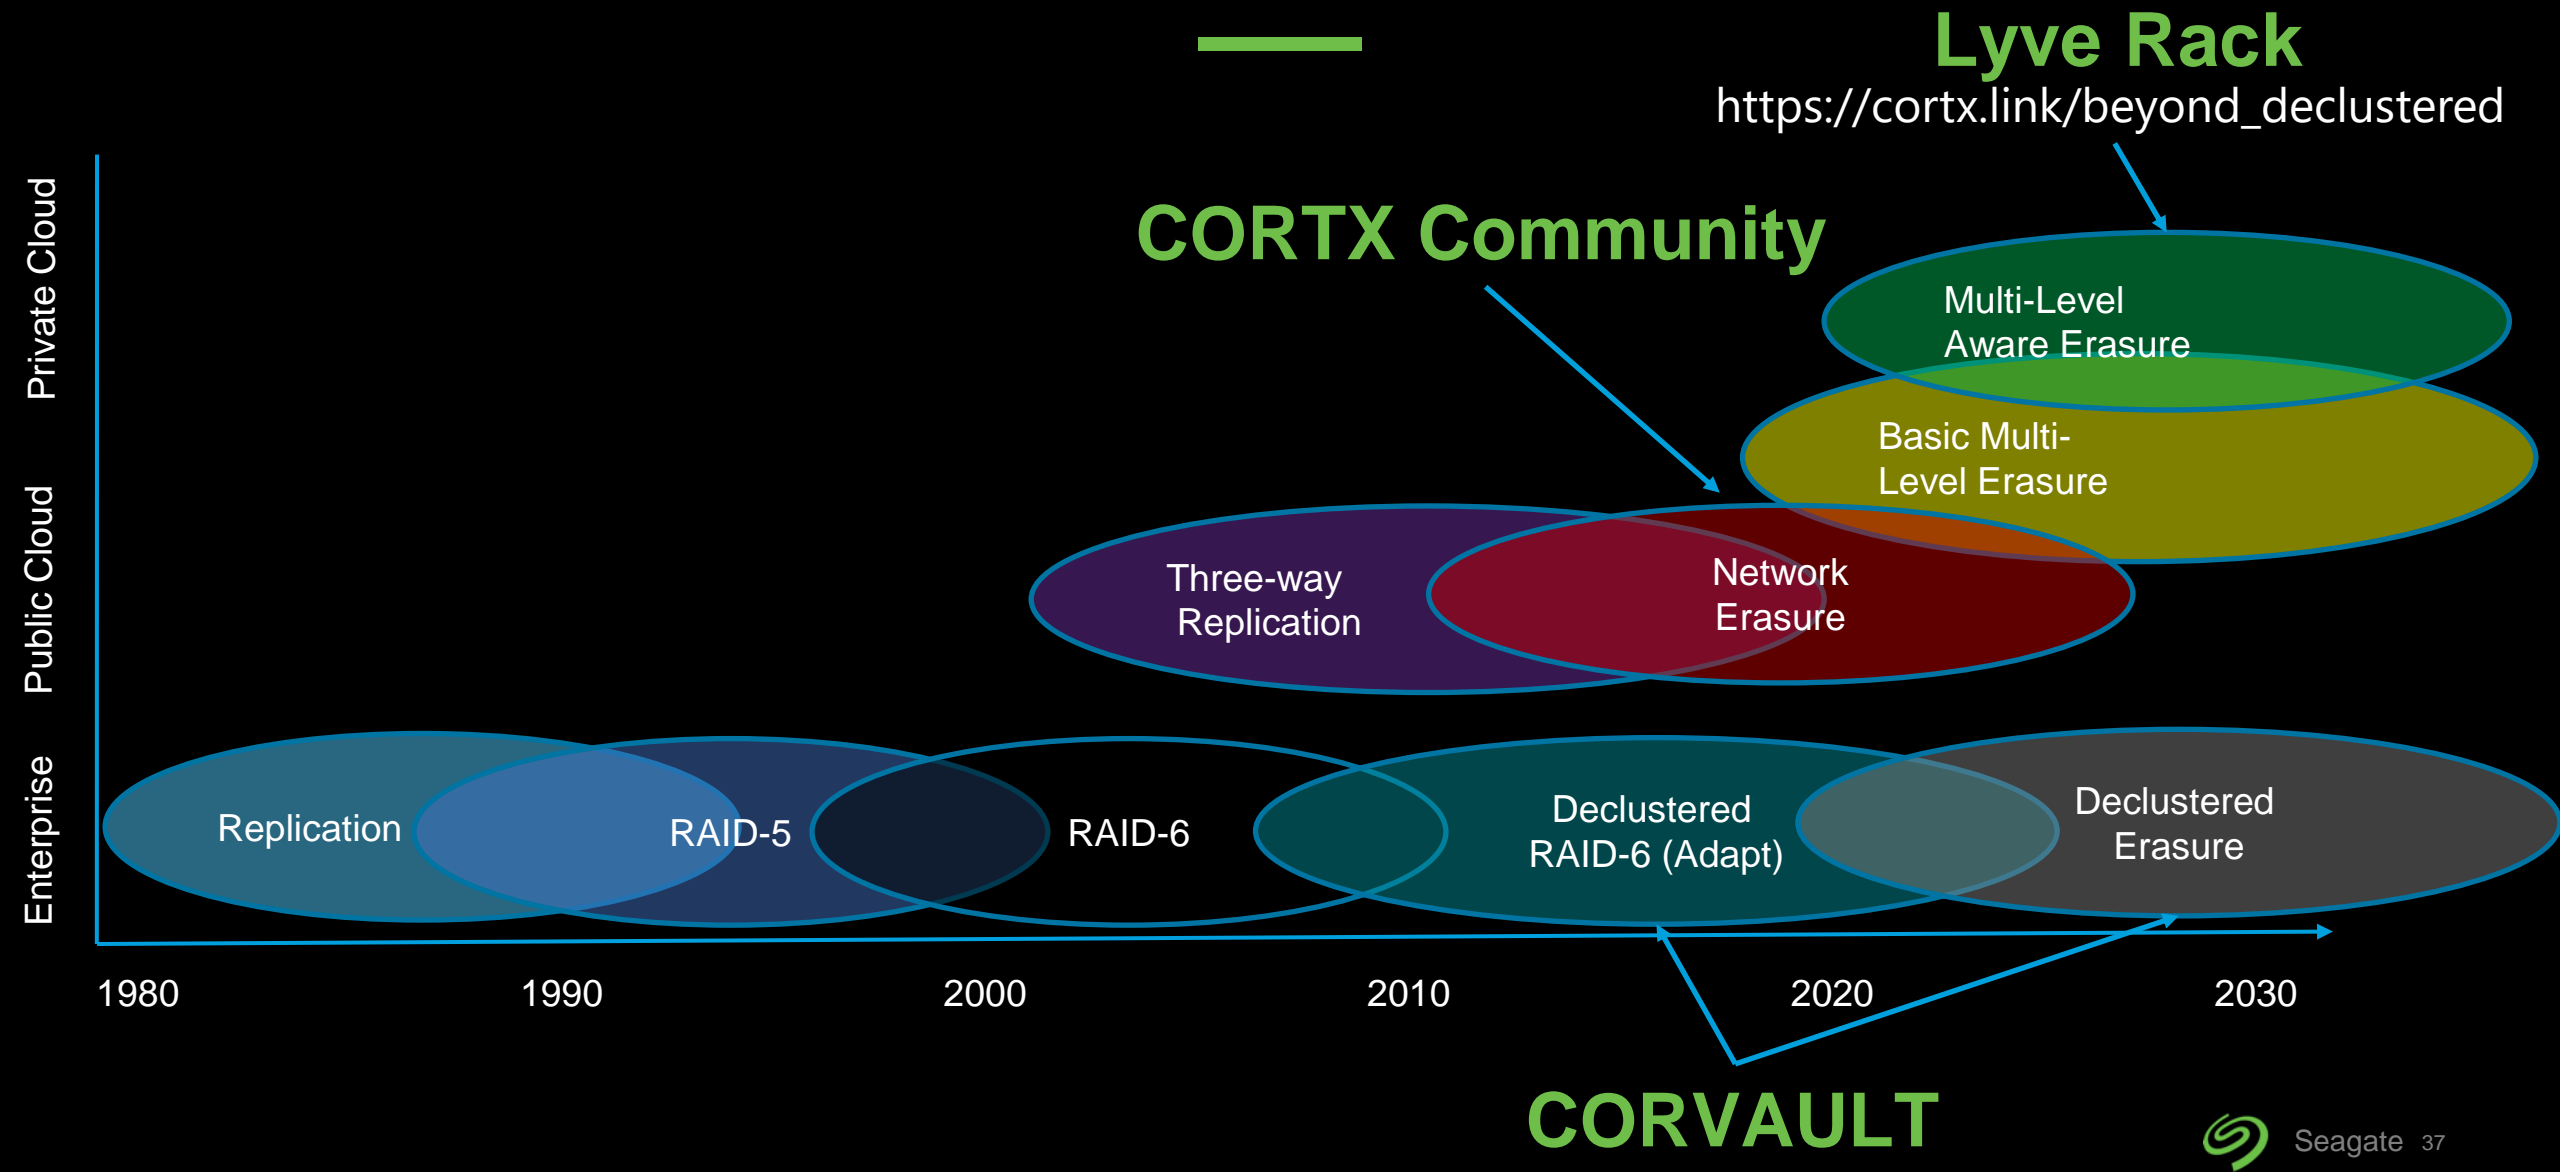 Lyve Rack
https://cortx.link/beyond_declustered
CORTX Community
Private Cloud
Multi-Level
Aware Erasure
Basic Multi-
Level Erasure
Public Cloud
Three-way
Replication
Network
Erasure
Enterprise
Replication
RAID-5
RAID-6
Declustered
RAID-6 (Adapt)
Declustered
Erasure
1980
1990
2000
2010
2020
2030
CORVAULT
Seagate 37